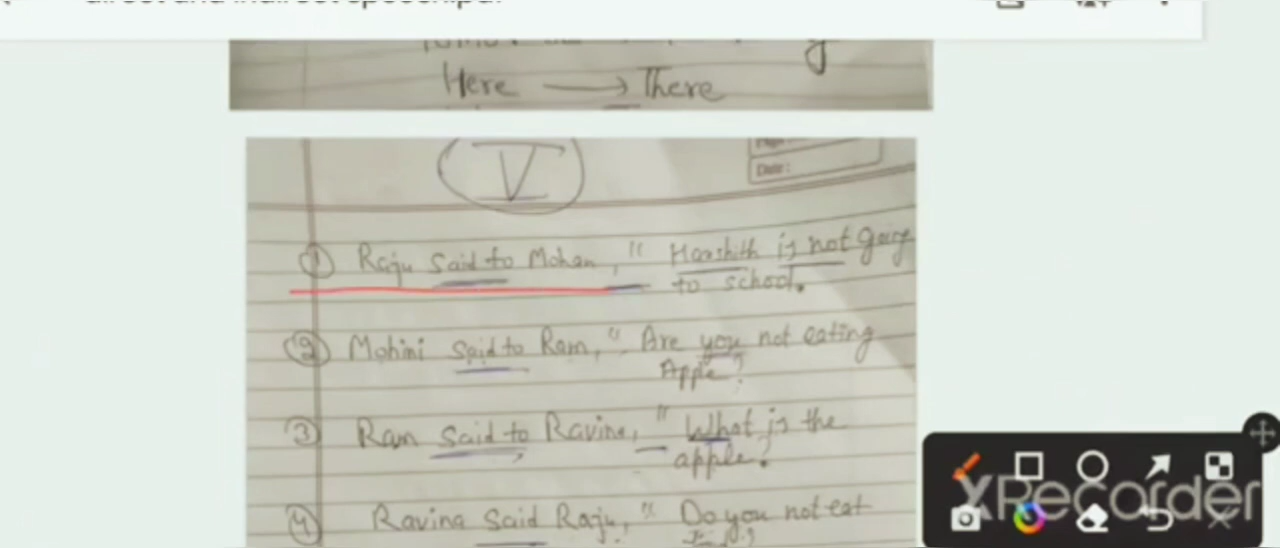 Here → There
V
Date:
① Raju said to Mohan, " Harshith is not going
to school.
② Mohini said to Ram, " Are you not eating
Apple"?
③ Ram said to Ravina, " What is the
apple?
④ Ravina said Raju, " Do you not eat
XRecorder